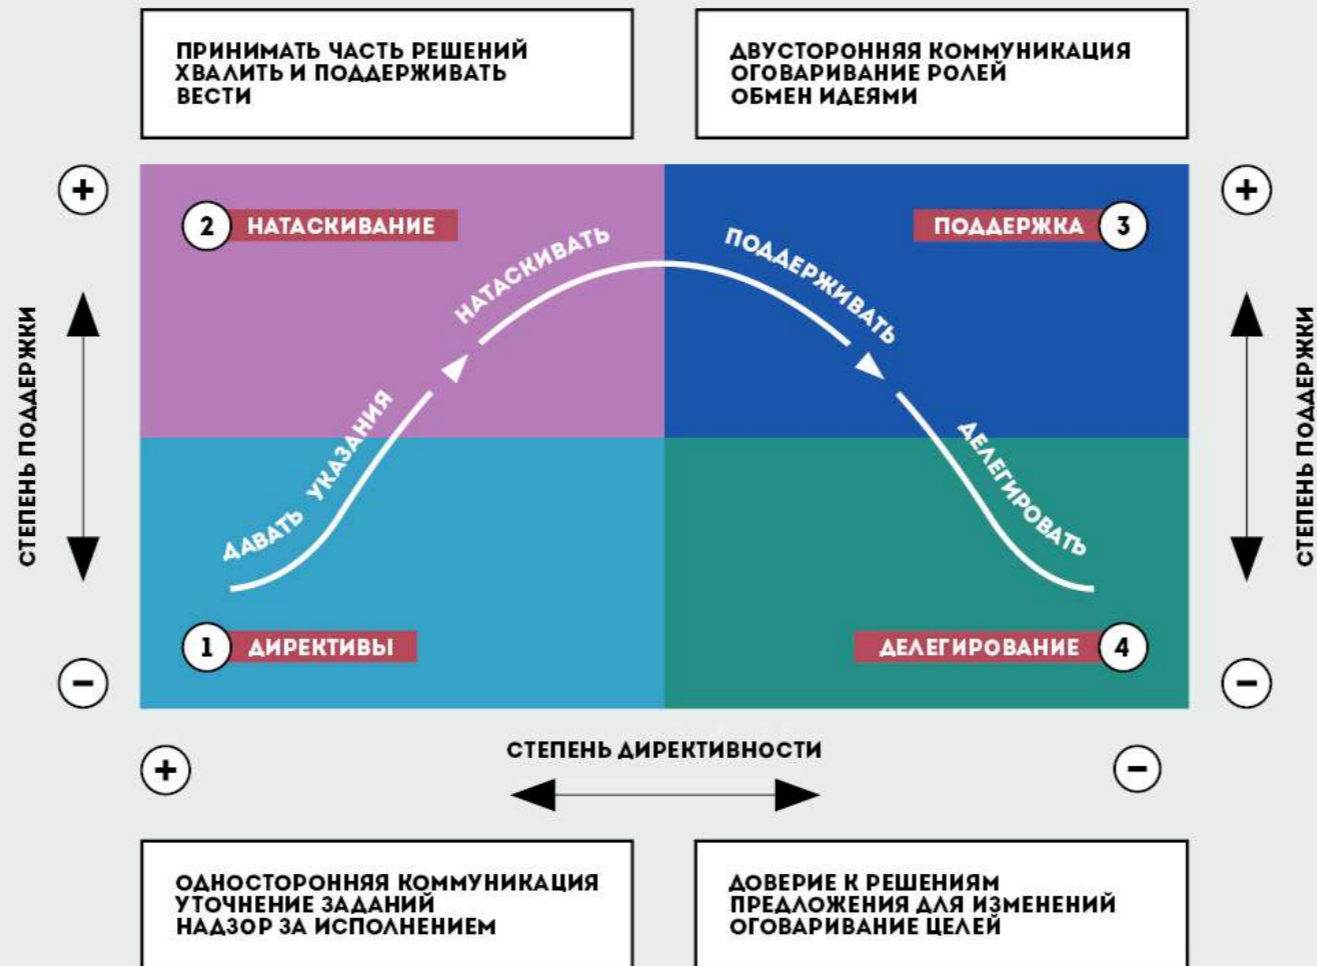 ПРИНИМАТЬ ЧАСТЬ РЕШЕНИЙ
ХВАЛИТЬ И ПОДДЕРЖИВАТЬ
ВЕСТИ
ДВУСТОРОННЯЯ КОММУНИКАЦИЯ
ОГОВАРИВАНИЕ РОЛЕЙ
ОБМЕН ИДЕЯМИ
+
+
2 НАТАСКИВАНИЕ
ПОДДЕРЖКА 3
НАТАСКИВАТЬ
ПОДДЕРЖИВАТЬ
СТЕПЕНЬ ПОДДЕРЖКИ
СТЕПЕНЬ ПОДДЕРЖКИ
ДАВАТЬ УКАЗАНИЯ
ДЕЛЕГИРОВАТЬ
1 ДИРЕКТИВЫ
ДЕЛЕГИРОВАНИЕ 4
−
−
СТЕПЕНЬ ДИРЕКТИВНОСТИ
+
−
ОДНОСТОРОННЯЯ КОММУНИКАЦИЯ
УТОЧНЕНИЕ ЗАДАНИЙ
НАДЗОР ЗА ИСПОЛНЕНИЕМ
ДОВЕРИЕ К РЕШЕНИЯМ
ПРЕДЛОЖЕНИЯ ДЛЯ ИЗМЕНЕНИЙ
ОГОВАРИВАНИЕ ЦЕЛЕЙ